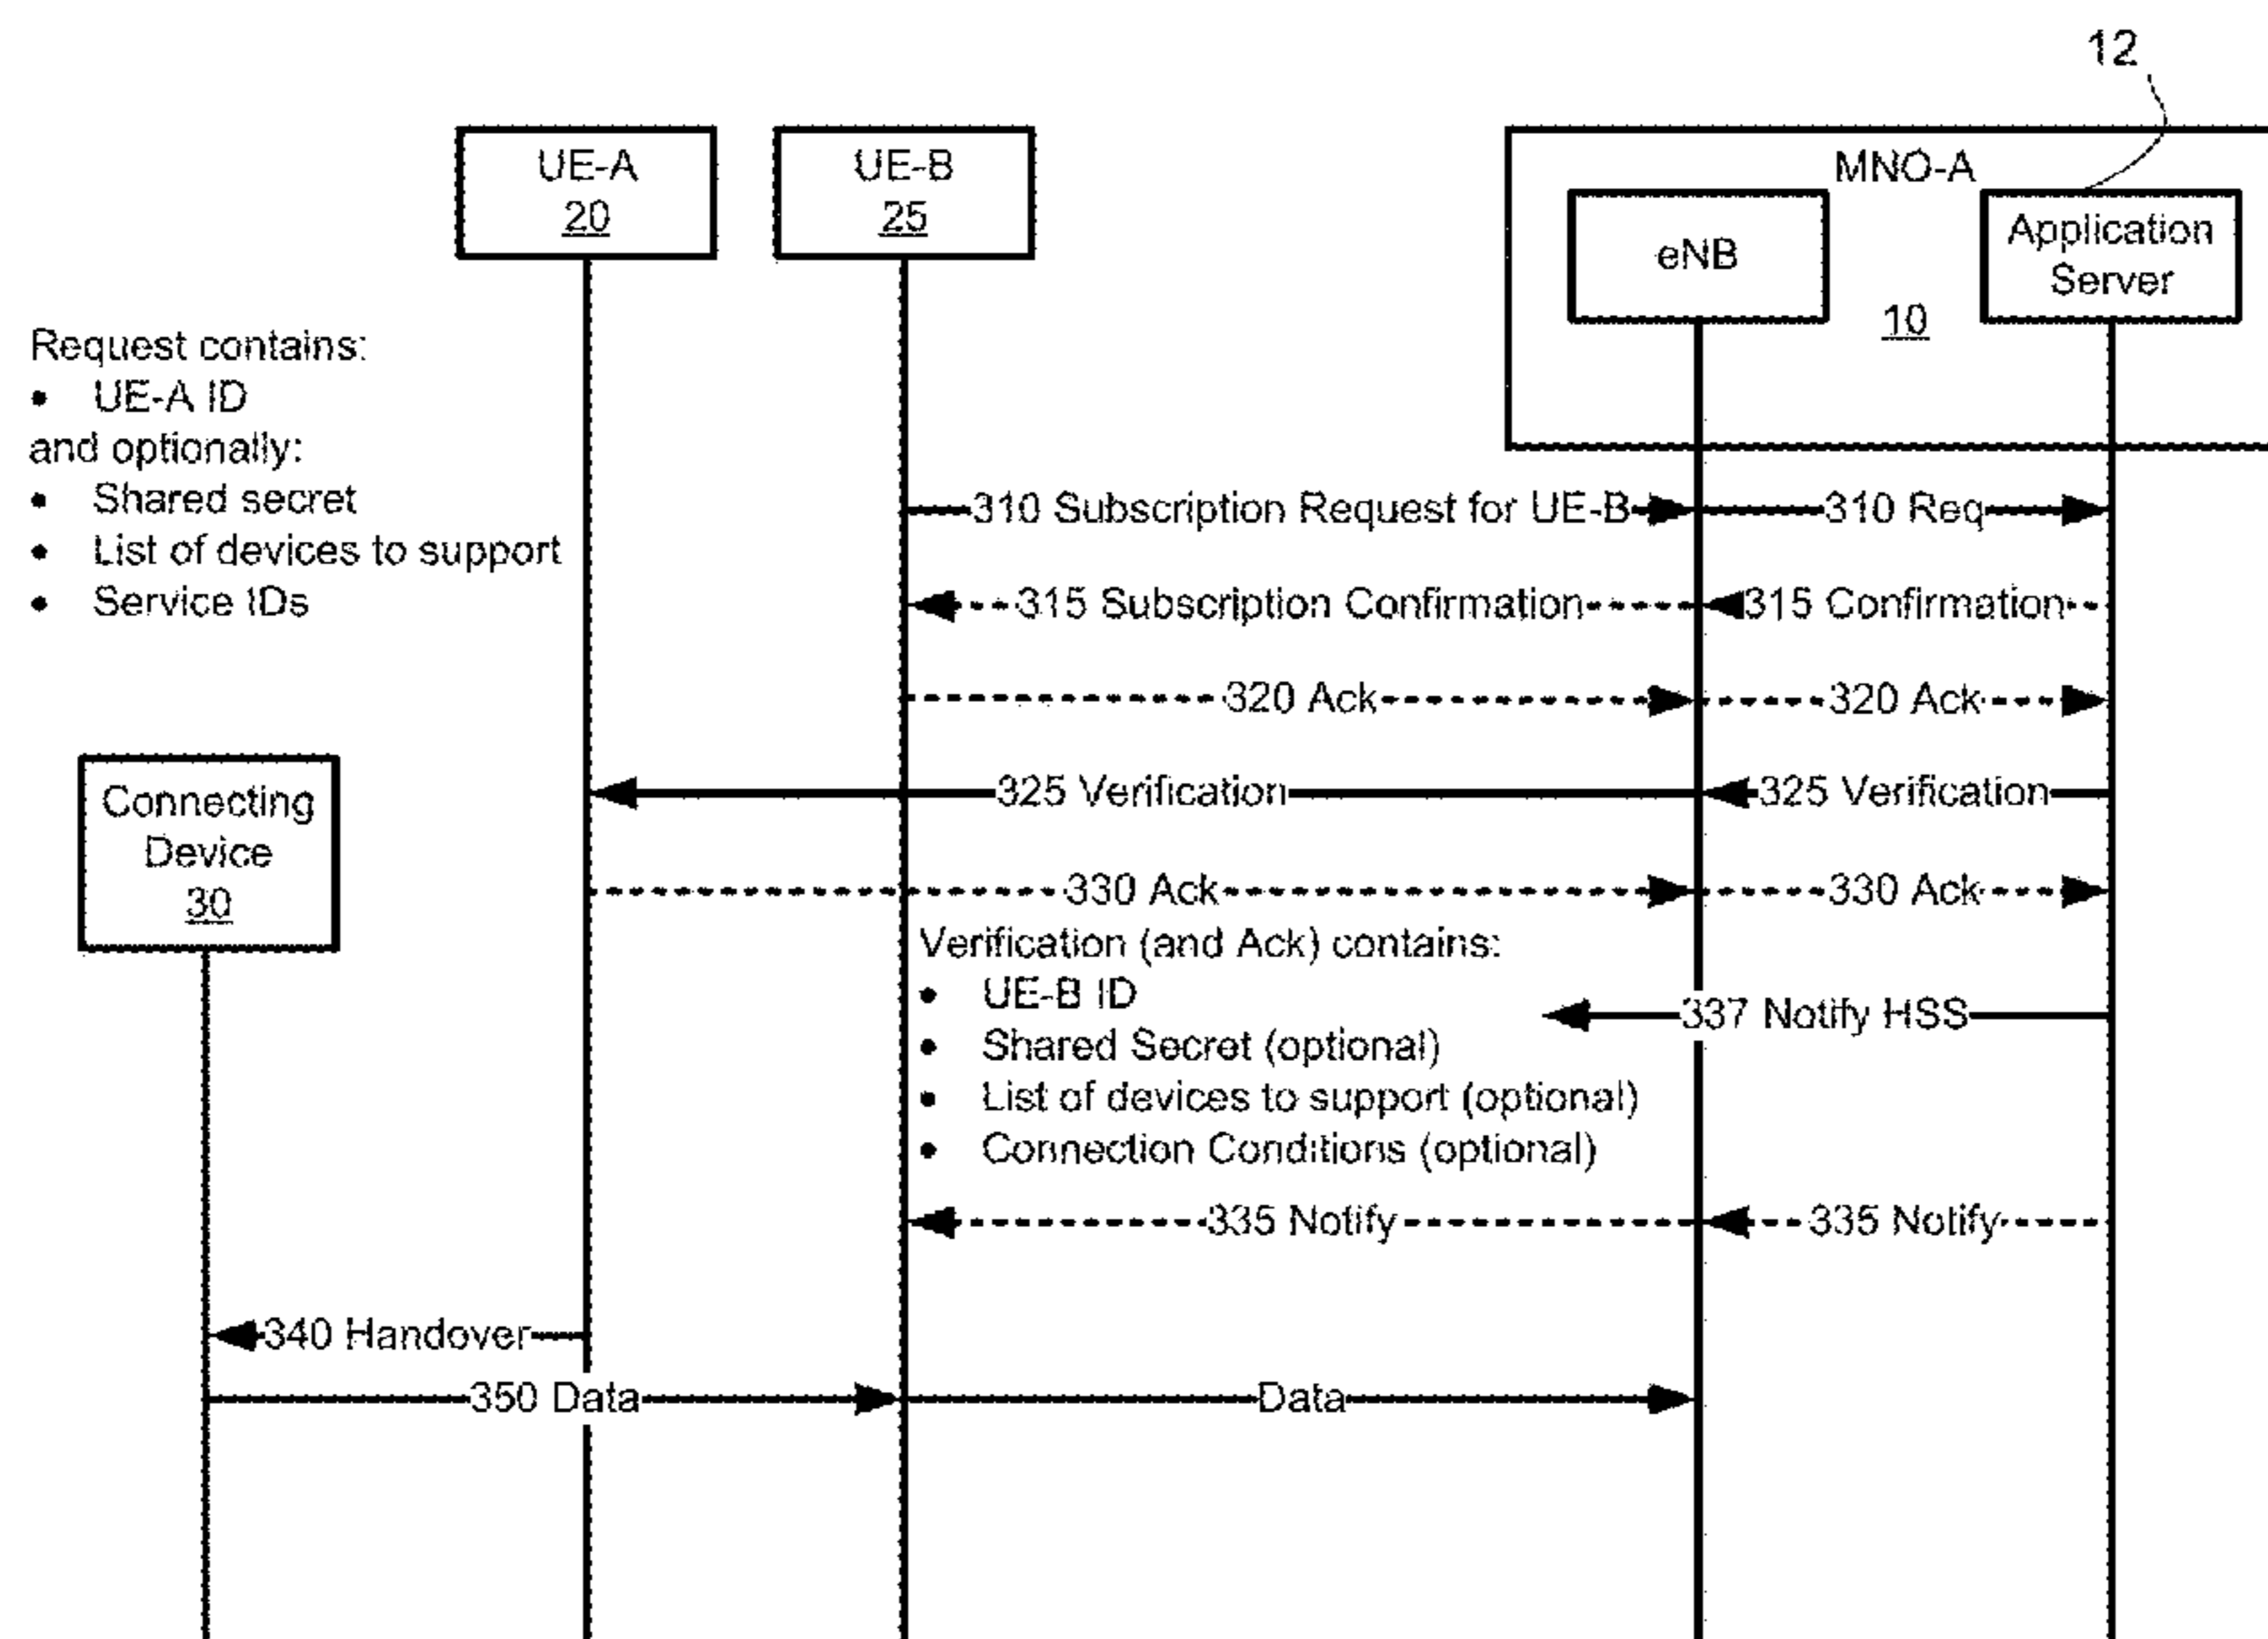 12
UE-A
20
UE-B
25
MNO-A
eNB
Application
Server
10
Request contains:
• UE-A ID
and optionally:
• Shared secret
• List of devices to support
• Service IDs
310 Subscription Request for UE-B
310 Req
315 Subscription Confirmation
315 Confirmation
320 Ack
320 Ack
Connecting
Device
30
325 Verification
325 Verification
330 Ack
330 Ack
Verification (and Ack) contains:
• UE-B ID
• Shared Secret (optional)
• List of devices to support (optional)
• Connection Conditions (optional)
337 Notify HSS
335 Notify
335 Notify
340 Handover
350 Data
Data